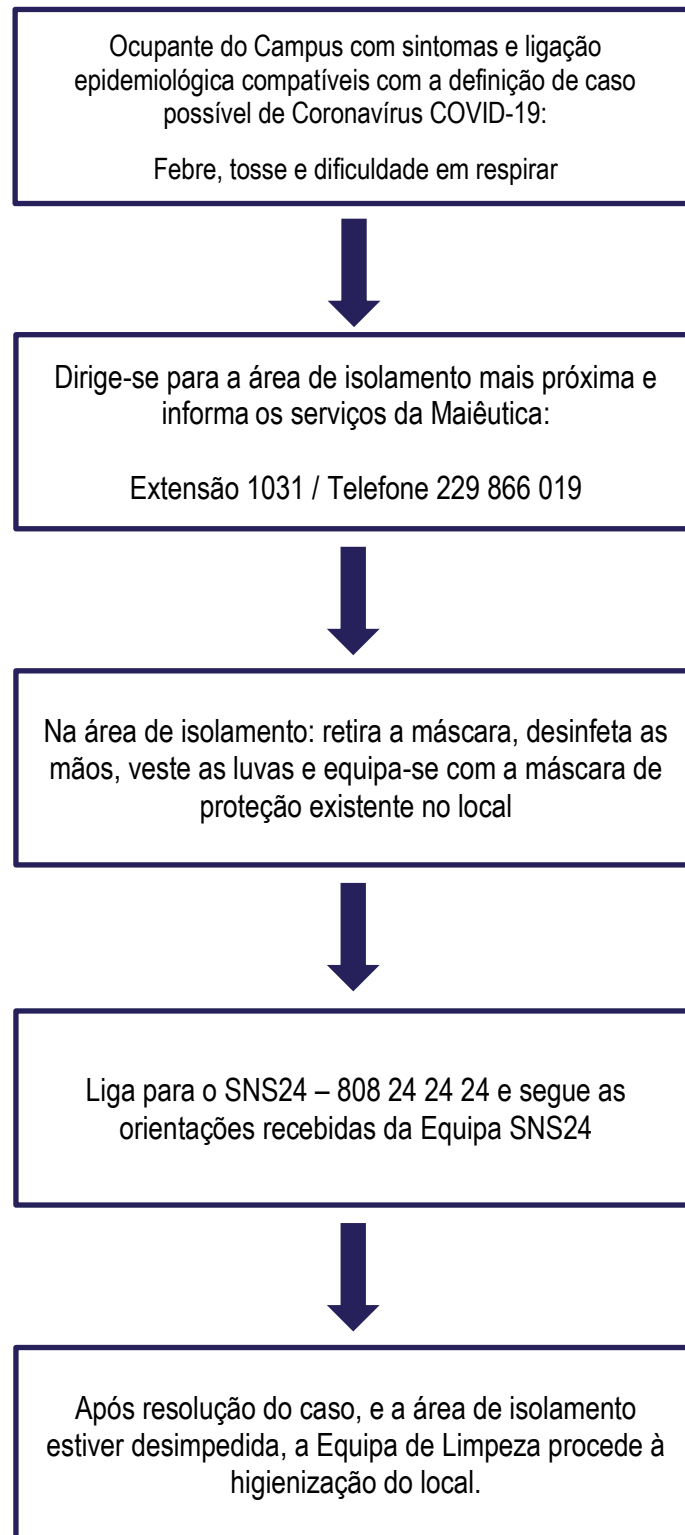 Ocupante do Campus com sintomas e ligação
epidemiológica compatíveis com a definição de caso
possível de Coronavírus COVID-19:
Febre, tosse e dificuldade em respirar
Dirige-se para a área de isolamento mais próxima e
informa os serviços da Maiêutica:
Extensão 1031 / Telefone 229 866 019
Na área de isolamento: retira a máscara, desinfeta as
mãos, veste as luvas e equipa-se com a máscara de
proteção existente no local
Liga para o SNS24 – 808 24 24 24 e segue as
orientações recebidas da Equipa SNS24
Após resolução do caso, e a área de isolamento
estiver desimpedida, a Equipa de Limpeza procede à
higienização do local.